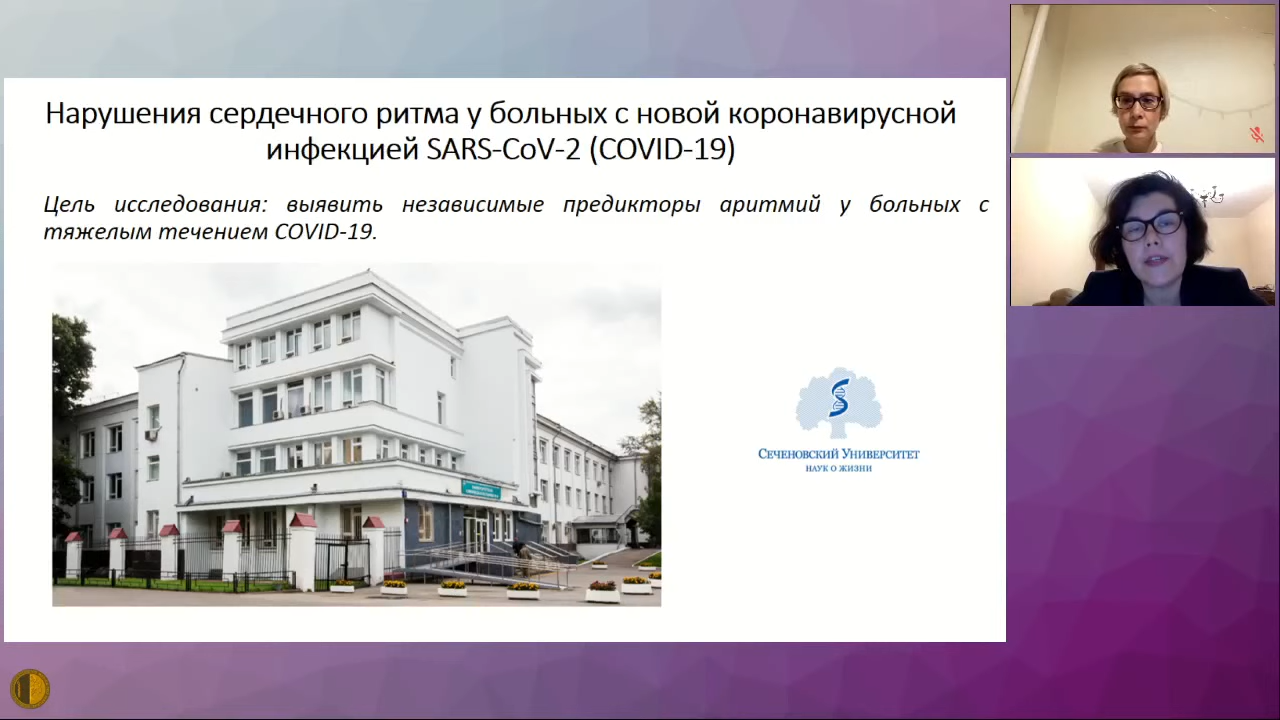 Нарушения сердечного ритма у больных с новой коронавирусной
инфекцией SARS-CoV-2 (COVID-19)
Цель исследования: выявить независимые предикторы аритмий у больных с
тяжелым течением COVID-19.
Сеченовский Университет
НАУК О ЖИЗНИ